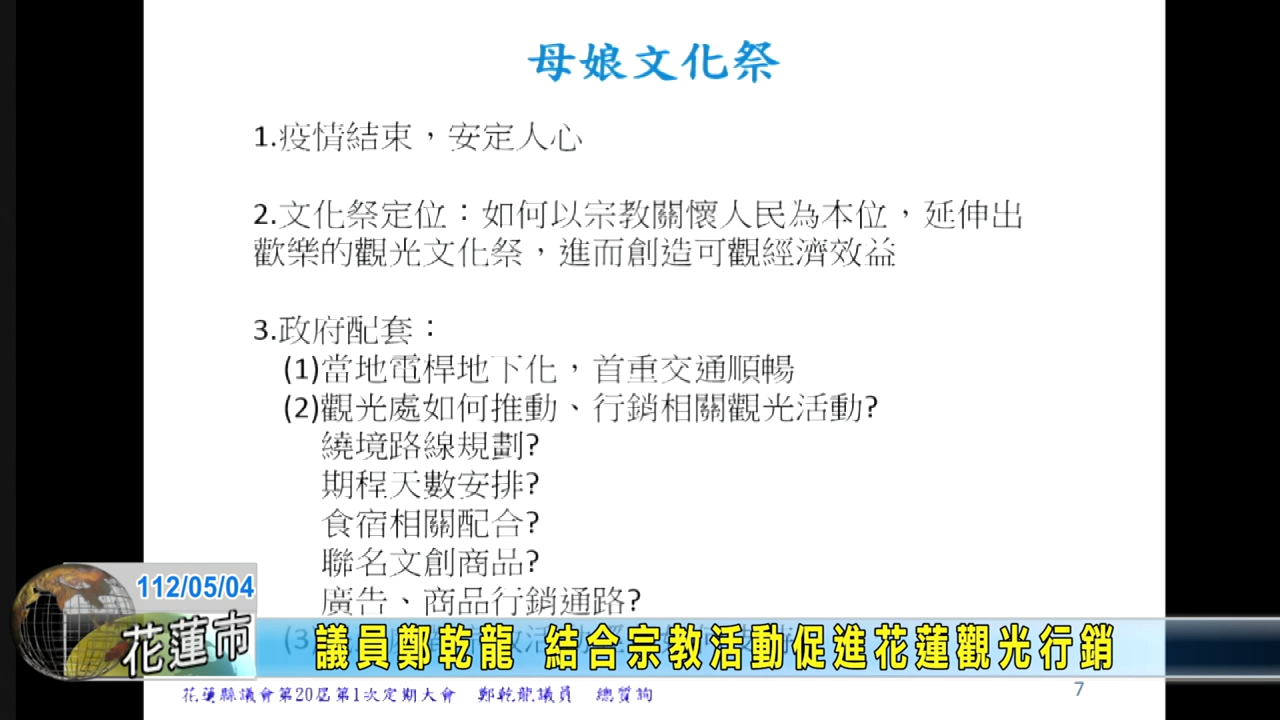 母娘文化祭
1.疫情結束，安定人心
2.文化祭定位：如何以宗教關懷人民為本位，延伸出
歡樂的觀光文化祭，進而創造可觀經濟效益
3.政府配套：
(1)當地電桿地下化，首重交通順暢
(2)觀光處如何推動、行銷相關觀光活動?
繞境路線規劃?
期程天數安排?
食宿相關配合?
聯名文創商品?
廣告、商品行銷通路?
(3)
112/05/04
花蓮市
議員鄭乾龍 結合宗教活動促進花蓮觀光行銷
花蓮縣議會第20屆第1次定期大會 鄭乾龍議員 總質詢
7